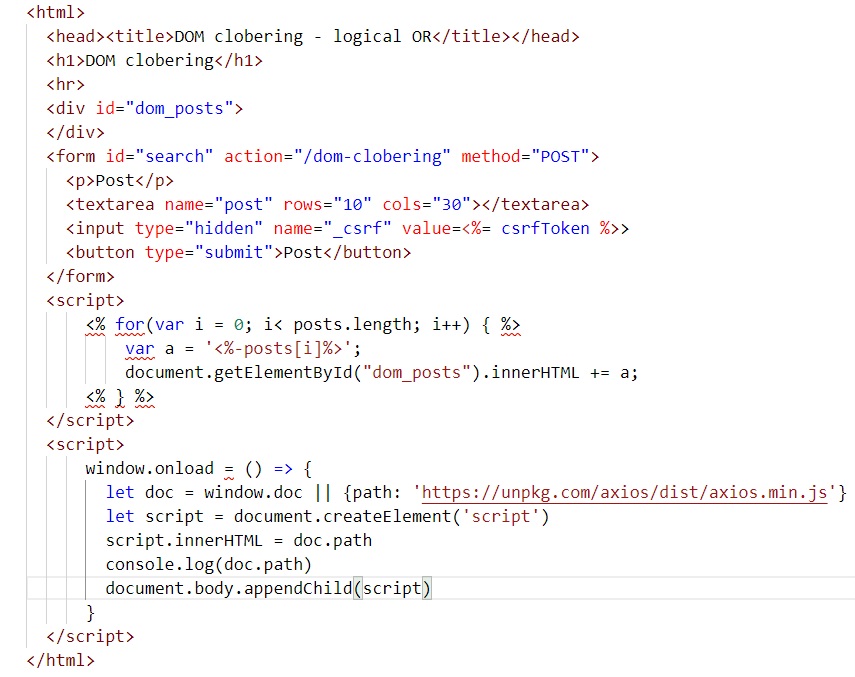 <html>
<head><title>DOM clobering - logical OR</title></head>
<h1>DOM clobering</h1>
<hr>
<div id="dom_posts">
</div>
<form id="search" action="/dom-clobering" method="POST">
<p>Post</p>
<textarea name="post" rows="10" cols="30"></textarea>
<input type="hidden" name="_csrf" value=<%= csrfToken %>>
<button type="submit">Post</button>
</form>
<script>
<% for(var i = 0; i< posts.length; i++) { %>
var a = '<%-posts[i]%>';
document.getElementById("dom_posts").innerHTML += a;
<% } %>
</script>
<script>
window.onload = () => {
let doc = window.doc || {path: 'https://unpkg.com/axios/dist/axios.min.js'}
let script = document.createElement('script')
script.innerHTML = doc.path
console.log(doc.path)
document.body.appendChild(script)
}
</script>
</html>